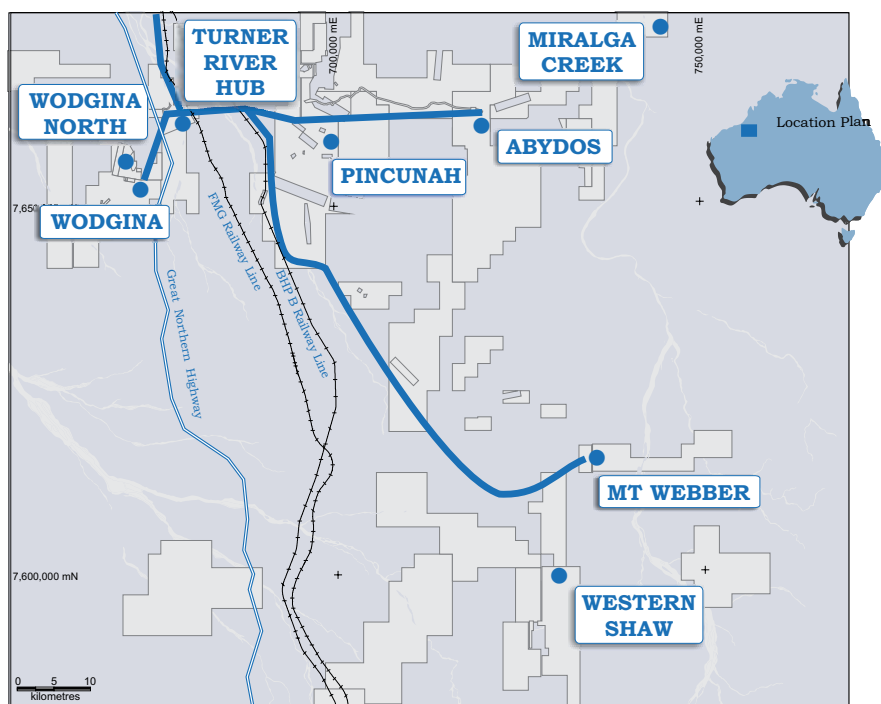 TURNER
RIVER
HUB
700,000 mE
MIRALGA
CREEK
750,000 mE
WODGINA
NORTH
Location Plan
ABYDOS
PINCUNAH
WODGINA
FMG Railway Line
BHP B Railway Line
Great Northern Highway
MT WEBBER
7,600,000 mN
WESTERN
SHAW
0 5 10
kilometres